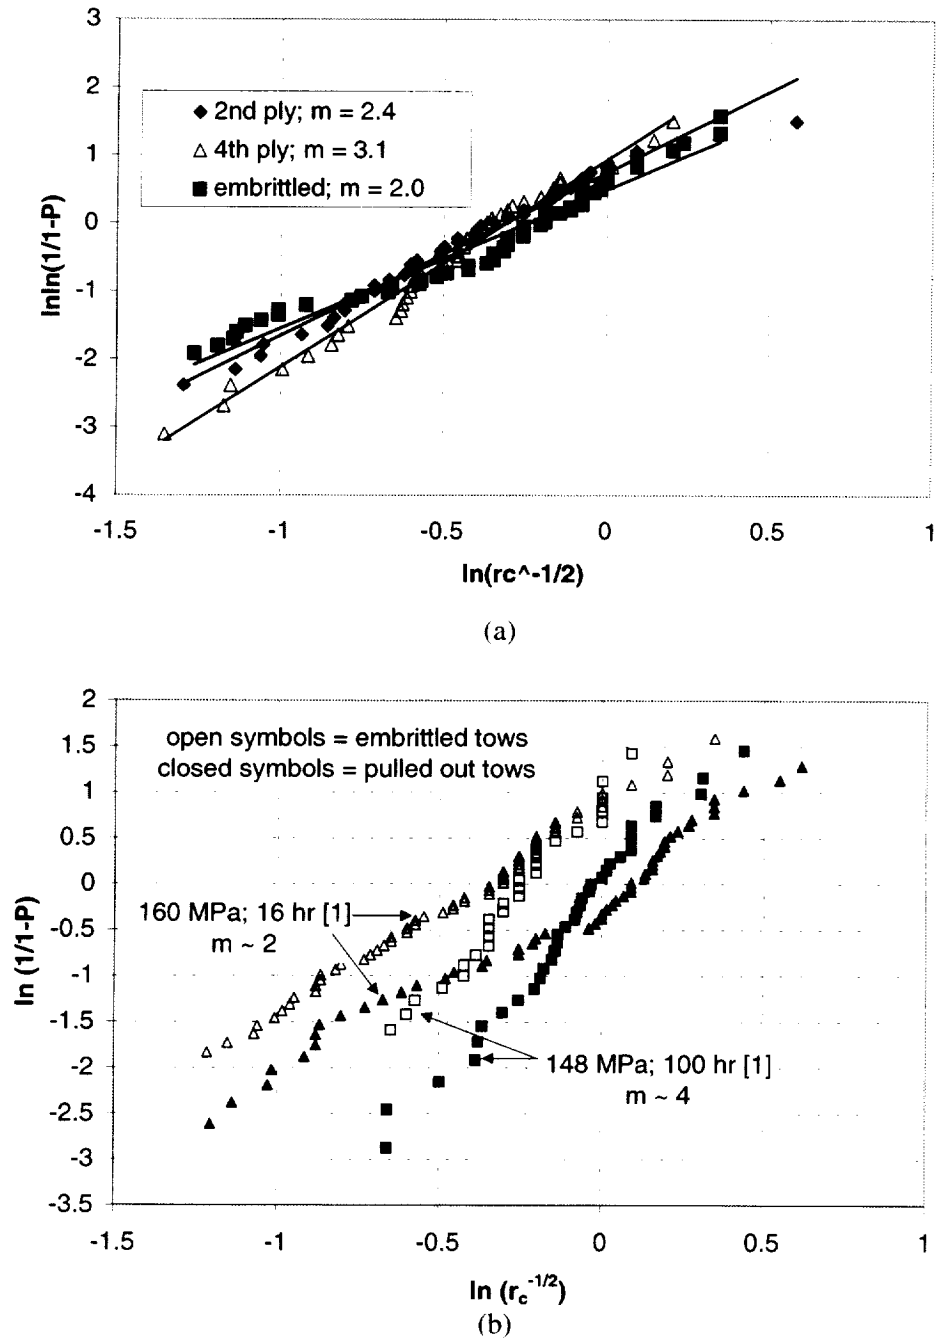 (a)
3
2
1
0
-1
-2
-3
-4
lnln(1/1-P)
2nd ply; m = 2.4
4th ply; m = 3.1
embrittled; m = 2.0
-1.5 -1 -0.5 0 0.5 1
ln(rc^-1/2)
(a)
2
1.5
1
0.5
0
-0.5
-1
-1.5
-2
-2.5
-3
-3.5
ln (1/1-P)
open symbols = embrittled tows
closed symbols = pulled out tows
160 MPa; 16 hr [1]
m ~ 2
148 MPa; 100 hr [1]
m ~ 4
-1.5 -1 -0.5 0 0.5 1
ln (rc-1/2)
(b)